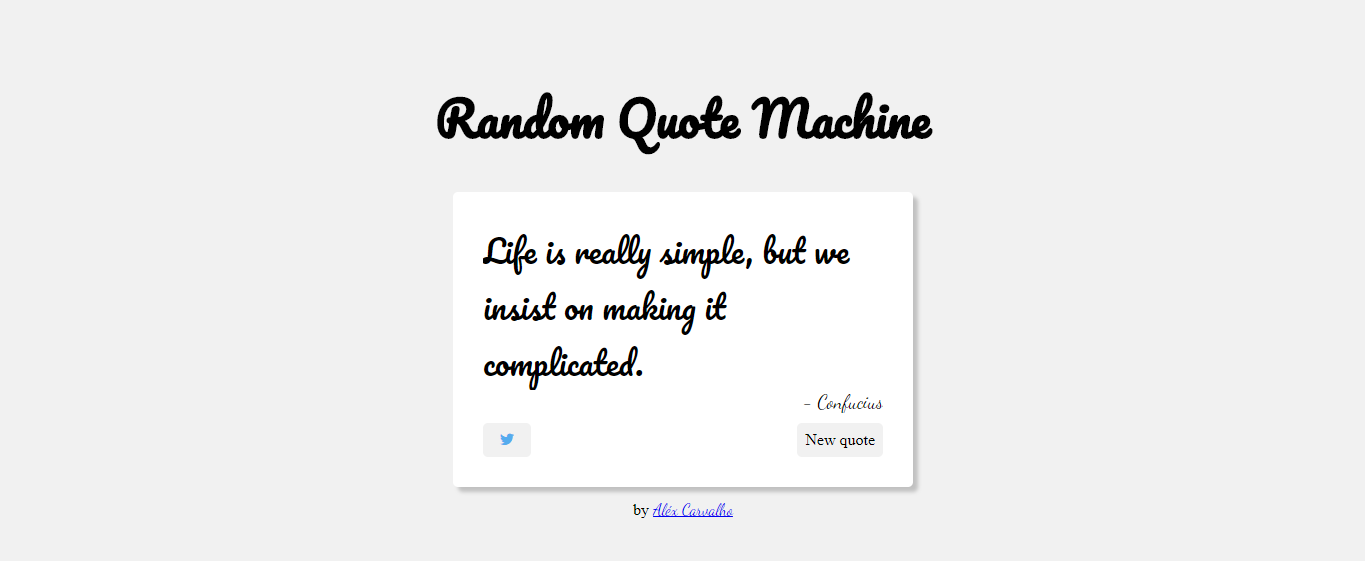 Random Quote Machine
Life is really simple, but we
insist on making it
complicated.
- Confucius
New quote
by Aléx Carvalho